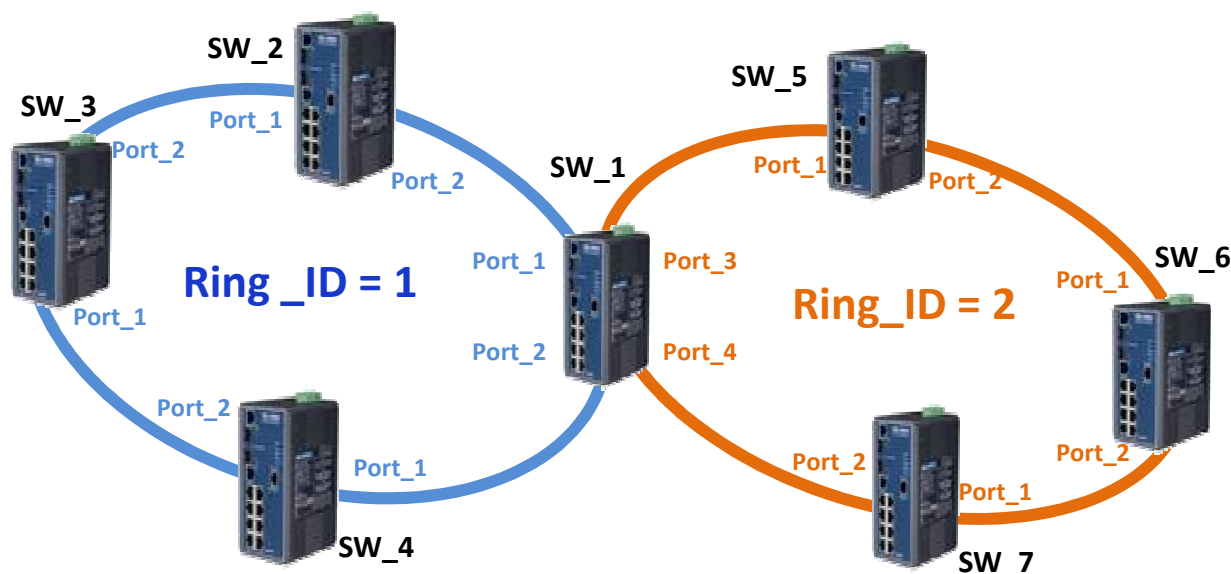 SW_2
SW_5
SW_3
Port_1
Port_2
Port_1
SW_1
Port_2
Port_2
Port_1
Port_3
SW_6
Port_1
Ring _ID = 1
Ring_ID = 2
Port_1
Port_2
Port_4
Port_2
Port_1
Port_2
Port_2
Port_1
SW_4
SW_7